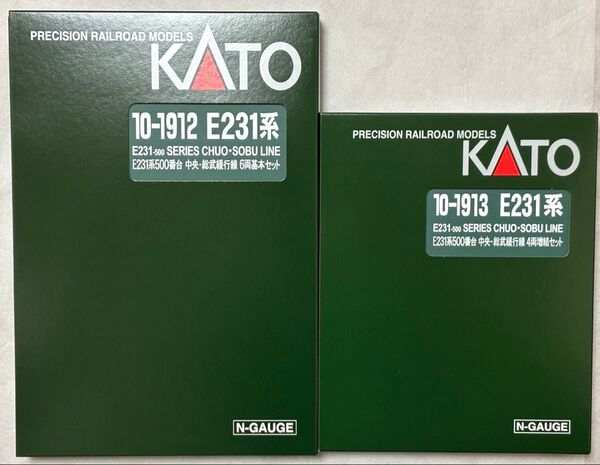 PRECISION RAILROAD MODELS
KATO
10-1912 E231系
E231-500 SERIES CHUO・SOBU LINE
E231系500番台 中央・総武緩行線 6両基本セット
N-GAUGE
PRECISION RAILROAD MODELS
KATO
10-1913 E231系
E231-500 SERIES CHUO・SOBU LINE
E231系500番台 中央・総武緩行線 4両増結セット
N-GAUGE